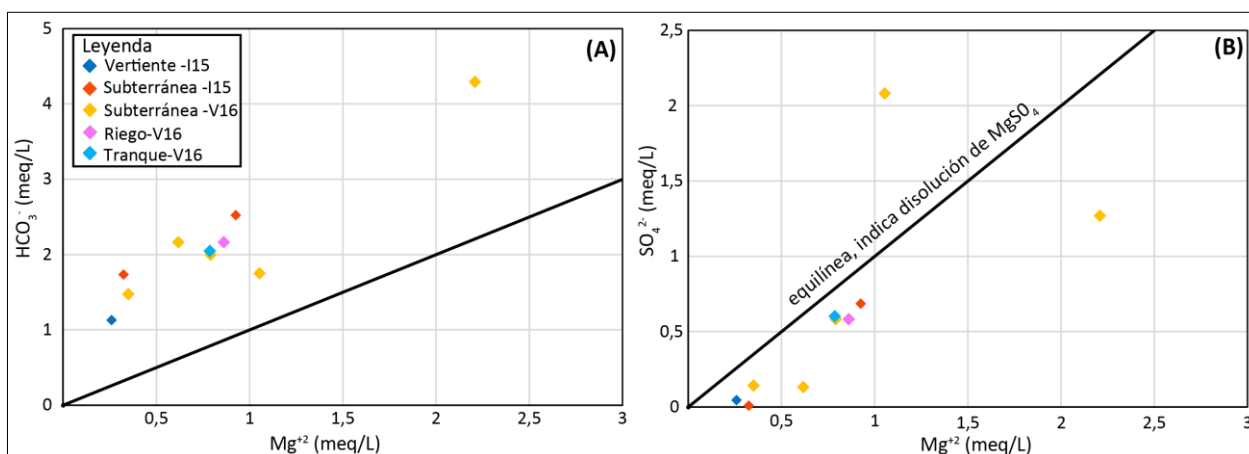 (A)
Leyenda
Vertiente -I15
Subterránea -I15
Subterránea -V16
Riego-V16
Tranque-V16
5
4
3
2
1
0
0,5
1
1,5
2
2,5
3
HCO₃⁻ (meq/L)
Mg⁺² (meq/L)
(B)
2,5
2
1,5
1
0,5
0
0,5
1
1,5
2
2,5
3
SO₄²⁻ (meq/L)
Mg⁺² (meq/L)
equilínea, indica disolución de MgS0₄